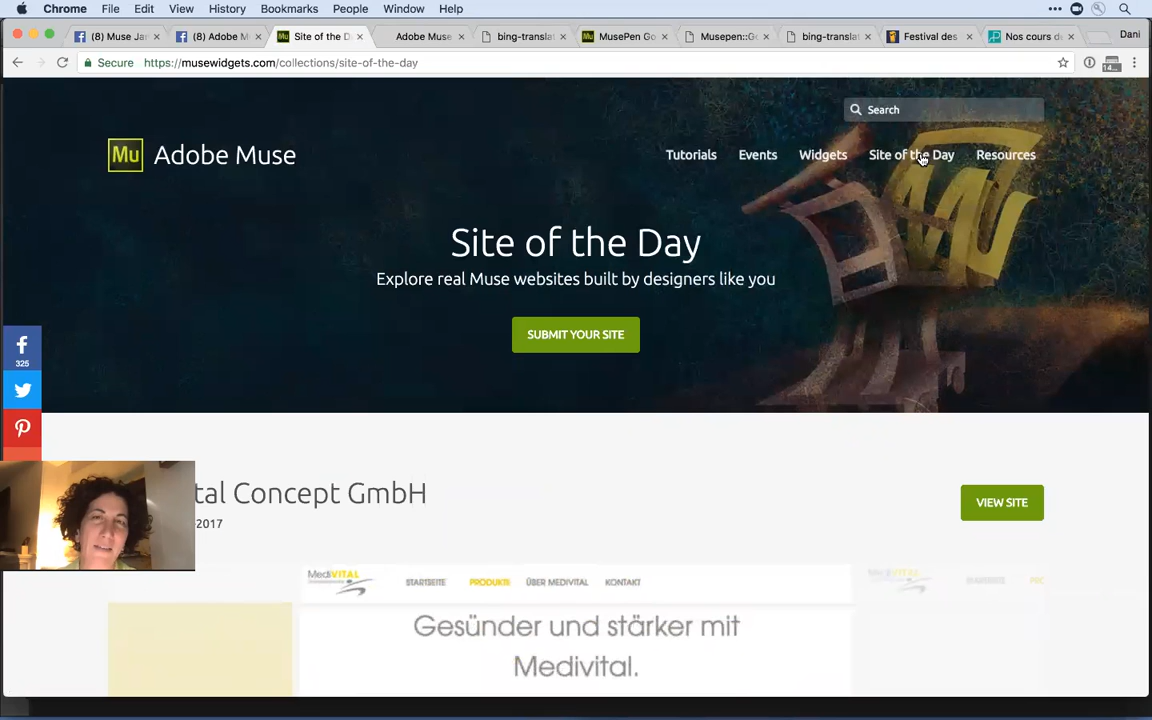 Chrome File Edit View History Bookmarks People Window Help
(8) Muse Ja
(8) Adobe M
Site of the D
Adobe Muse
bing-translat
MusePen Go
Musepen::G
bing-translat
Festival des
Nos cours d
Dani
Secure https://musewidgets.com/collections/site-of-the-day
Search
Mu Adobe Muse
Tutorials Events Widgets Site of the Day Resources
Site of the Day
Explore real Muse websites built by designers like you
SUBMIT YOUR SITE
325
tal Concept GmbH
-2017
VIEW SITE
MediVITAL
STARTSEITE PRODUKTE ÜBER MEDIVITAL KONTAKT
Gesünder und stärker mit
Medivital.